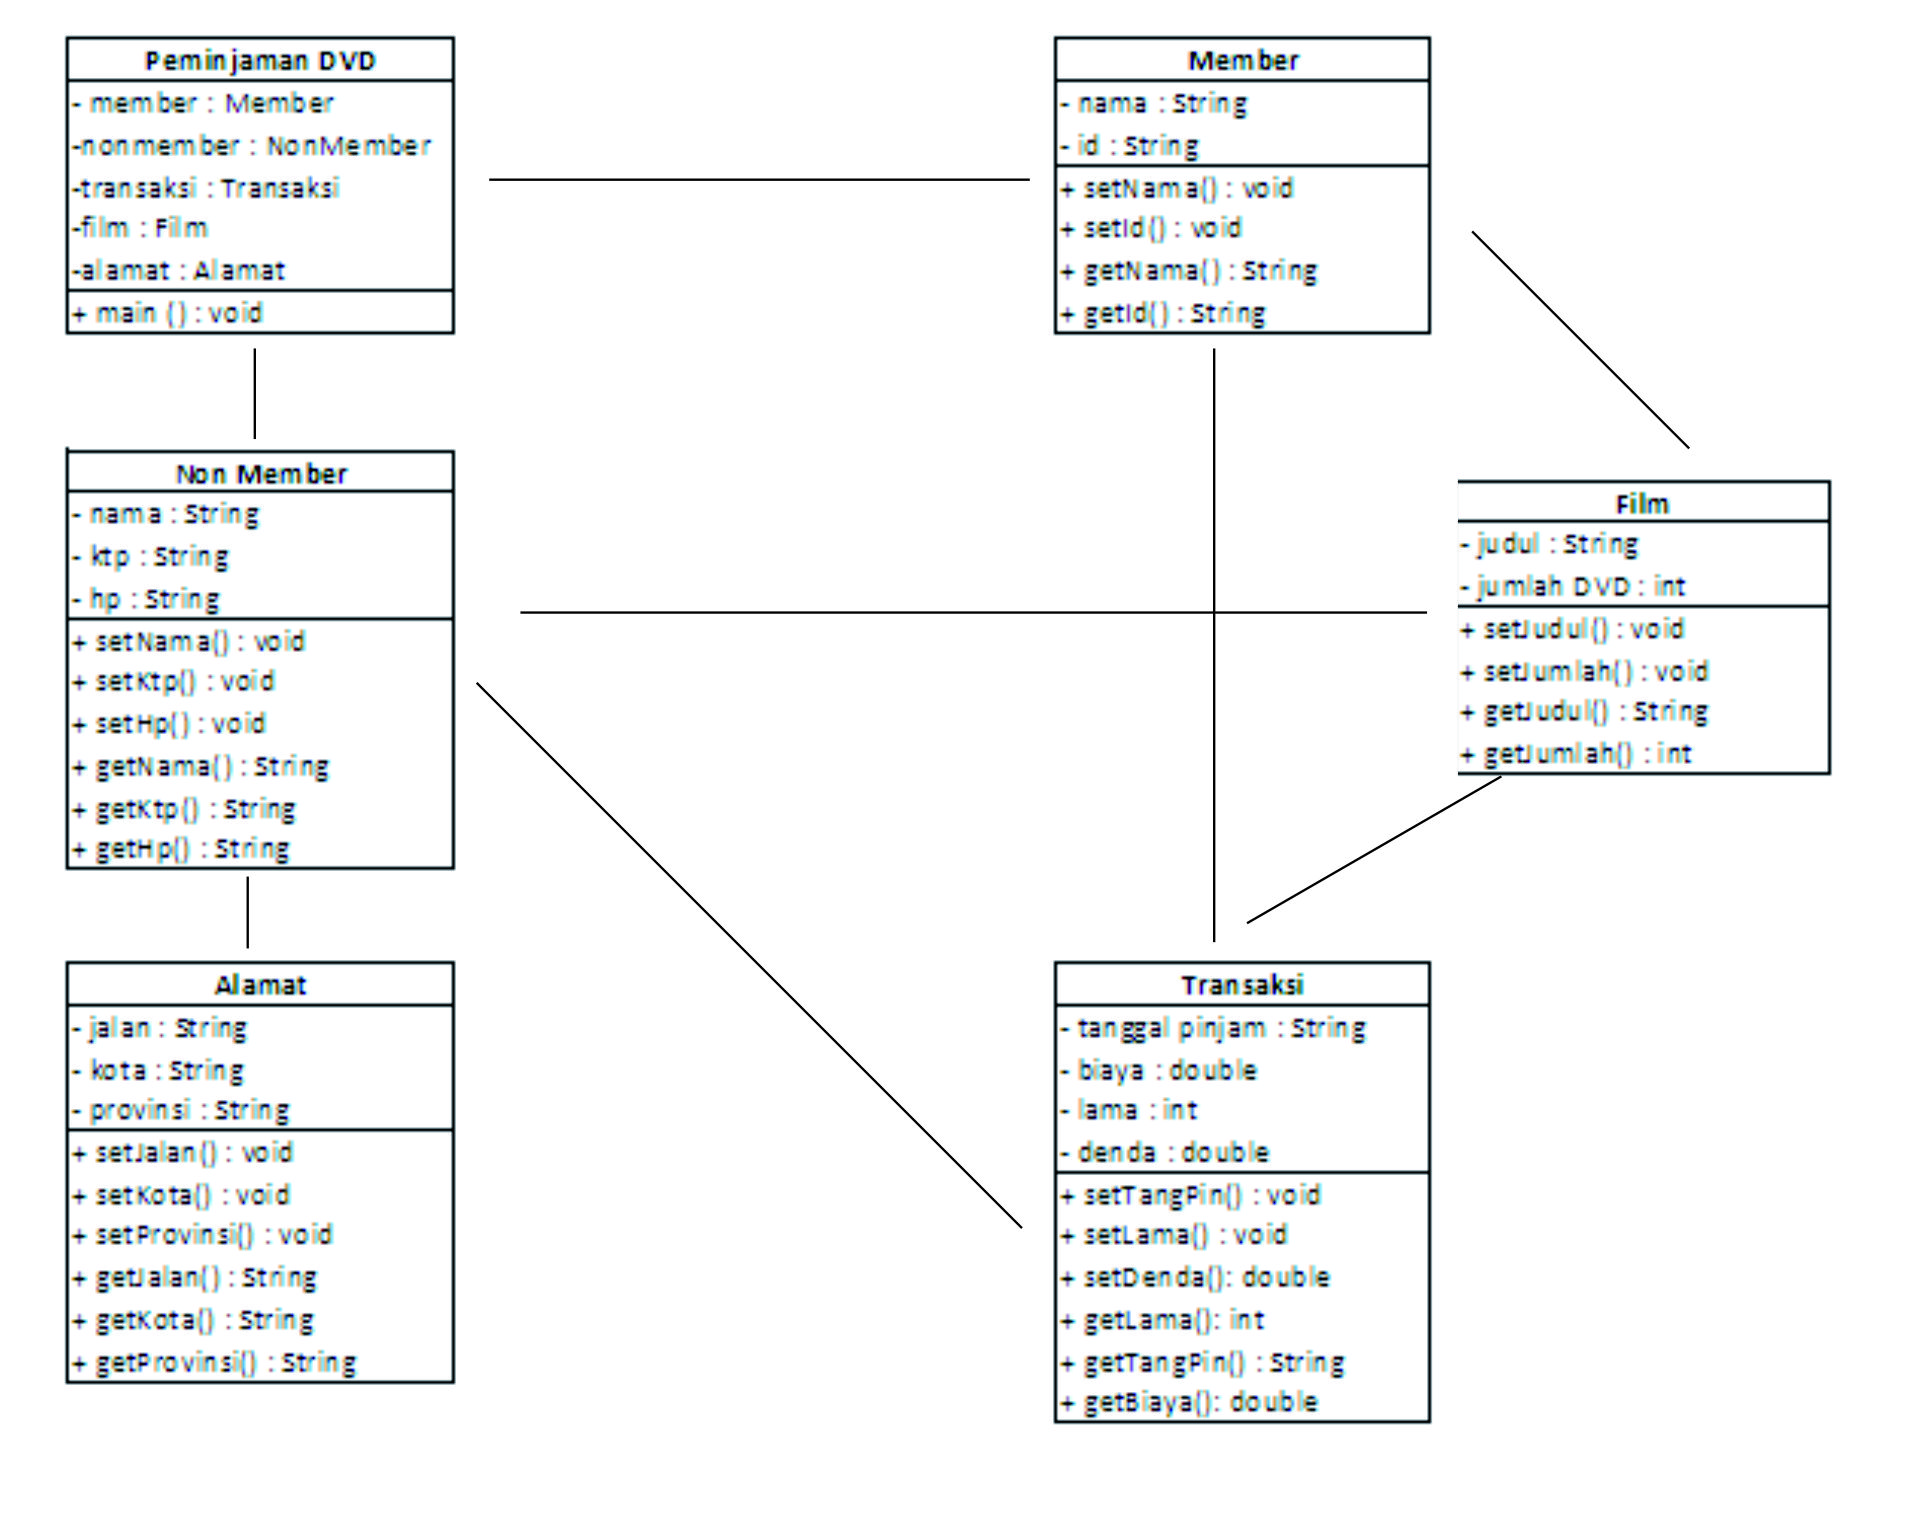 Peminjaman DVD
- member : Member
-nonmember : NonMember
-transaksi : Transaksi
-film : Film
-alamat : Alamat
+ main () : void
Member
- nama : String
- id : String
+ setNama() : void
+ setId() : void
+ getNama() : String
+ getId() : String
Non Member
- nama : String
- ktp : String
- hp : String
+ setNama() : void
+ setKtp() : void
+ setHp() : void
+ getNama() : String
+ getKtp() : String
+ getHp() : String
Film
- judul : String
- jumlah DVD : int
+ setJudul() : void
+ setJumlah() : void
+ getJudul() : String
+ getJumlah() : int
Alamat
- jalan : String
- kota : String
- provinsi : String
+ setJalan() : void
+ setKota() : void
+ setProvinsi() : void
+ getJalan() : String
+ getKota() : String
+ getProvinsi() : String
Transaksi
- tanggal pinjam : String
- biaya : double
- lama : int
- denda : double
+ setTangPin() : void
+ setLama() : void
+ setDenda(): double
+ getLama(): int
+ getTangPin() : String
+ getBiaya(): double